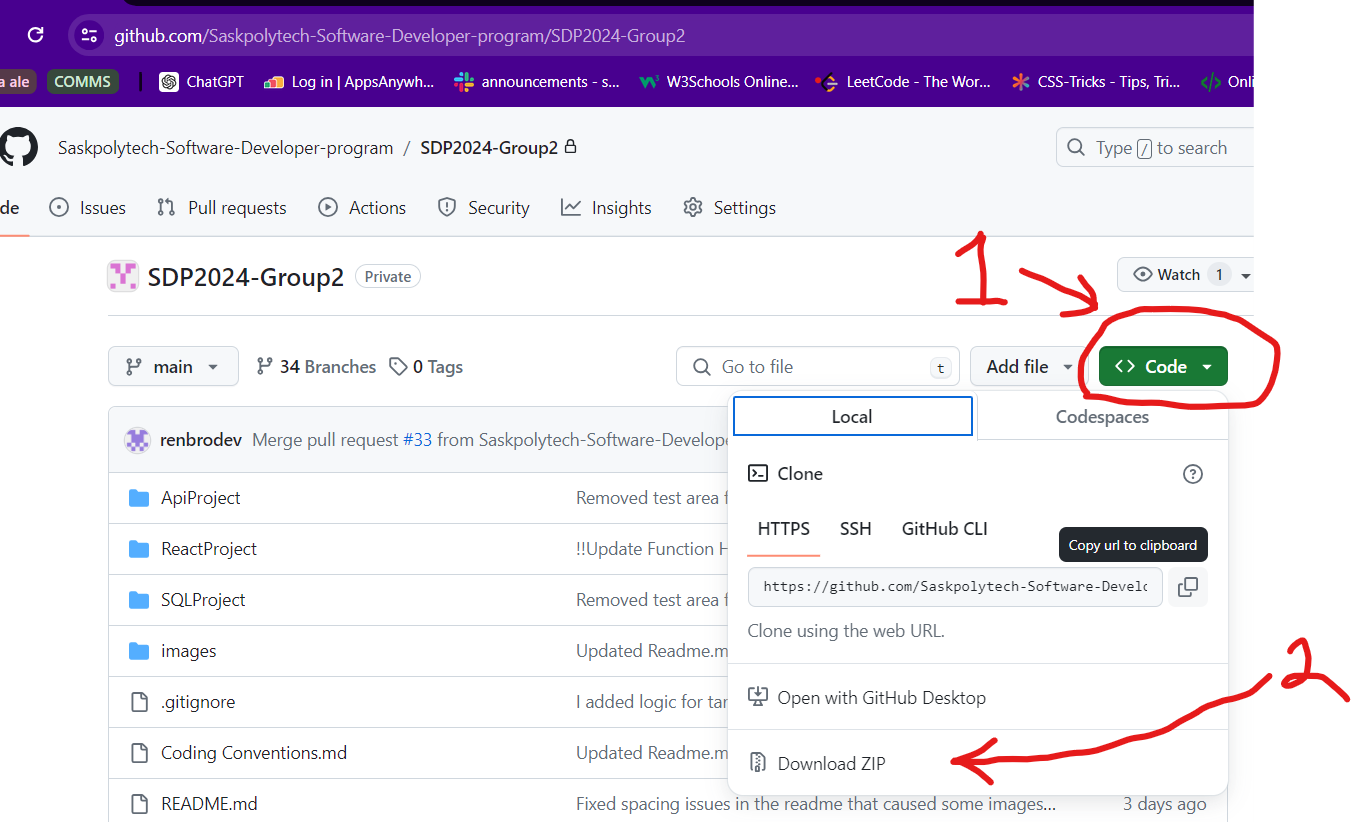 github.com/Saskpolytech-Software-Developer-program/SDP2024-Group2
a ale COMMS ChatGPT Log in | AppsAnywh... announcements - s... W3Schools Online... LeetCode - The Wor... CSS-Tricks - Tips, Tri... Onli
Saskpolytech-Software-Developer-program / SDP2024-Group2 Type / to search
de Issues Pull requests Actions Security Insights Settings
1
SDP2024-Group2 Private Watch 1
main 34 Branches 0 Tags Go to file t Add file <> Code
Local Codespaces
renbrodev Merge pull request #33 from Saskpolytech-Software-Develope
Clone
ApiProject Removed test area f
HTTPS SSH GitHub CLI
Copy url to clipboard
ReactProject !!Update Function H
https://github.com/Saskpolytech-Software-Develo
SQLProject Removed test area f
Clone using the web URL.
images Updated Readme.m
2
.gitignore I added logic for tar
Open with GitHub Desktop
Coding Conventions.md Updated Readme.m
Download ZIP
README.md Fixed spacing issues in the readme that caused some images... 3 days ago